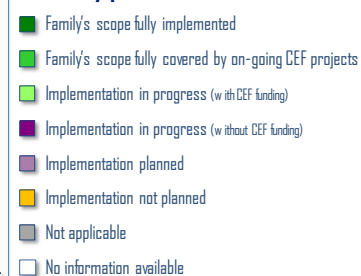 Family's scope fully implemented
Family's scope fully covered by on-going CEF projects
Implementation in progress (with CEF funding)
Implementation in progress (without CEF funding)
Implementation planned
Implementation not planned
Not applicable
No information available